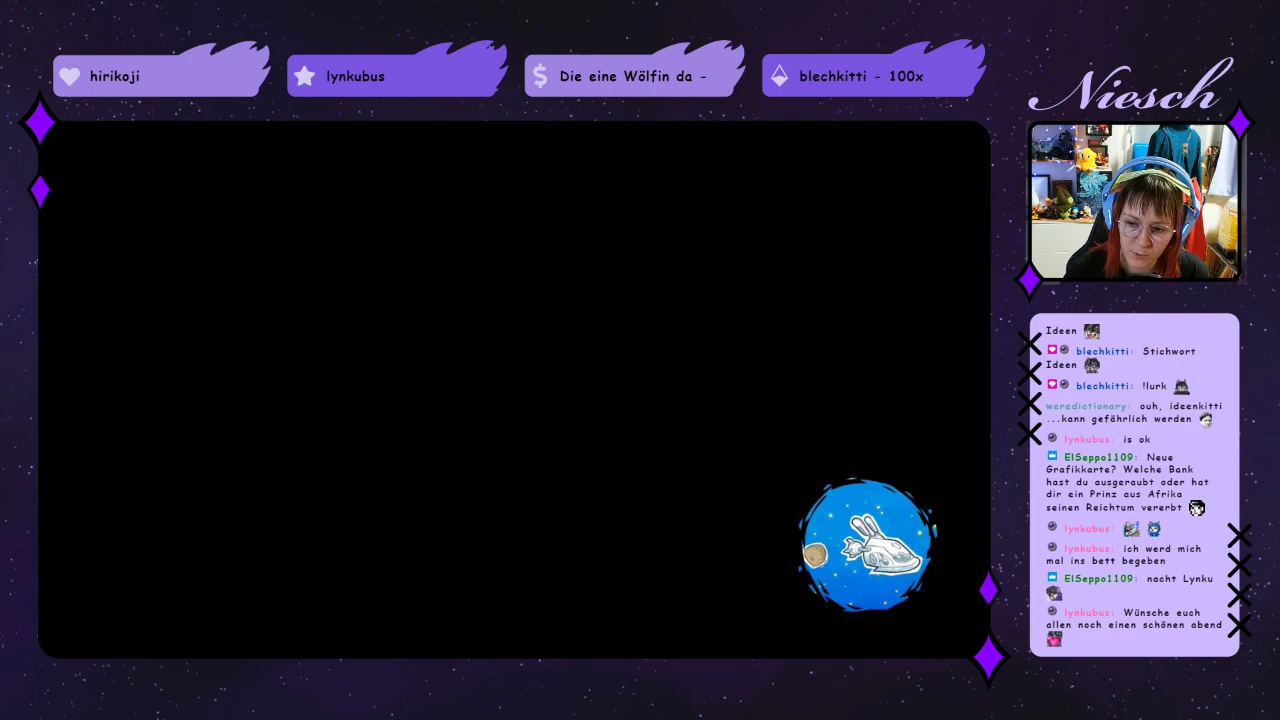 hirikoji
lynkubus
Die eine Wölfin da -
blechkitti - 100x
Niesch
Ideen
blechkitti: Stichwort
Ideen
blechkitti: !lurk
weredictionary: ouh, ideenkitti
...kann gefährlich werden
lynkubus: is ok
ElSeppo1109: Neue
Grafikkarte? Welche Bank
hast du ausgeraubt oder hat
dir ein Prinz aus Afrika
seinen Reichtum vererbt
lynkubus:
lynkubus: ich werd mich
mal ins bett begeben
ElSeppo1109: nacht Lynku
lynkubus: Wünsche euch
allen noch einen schönen abend